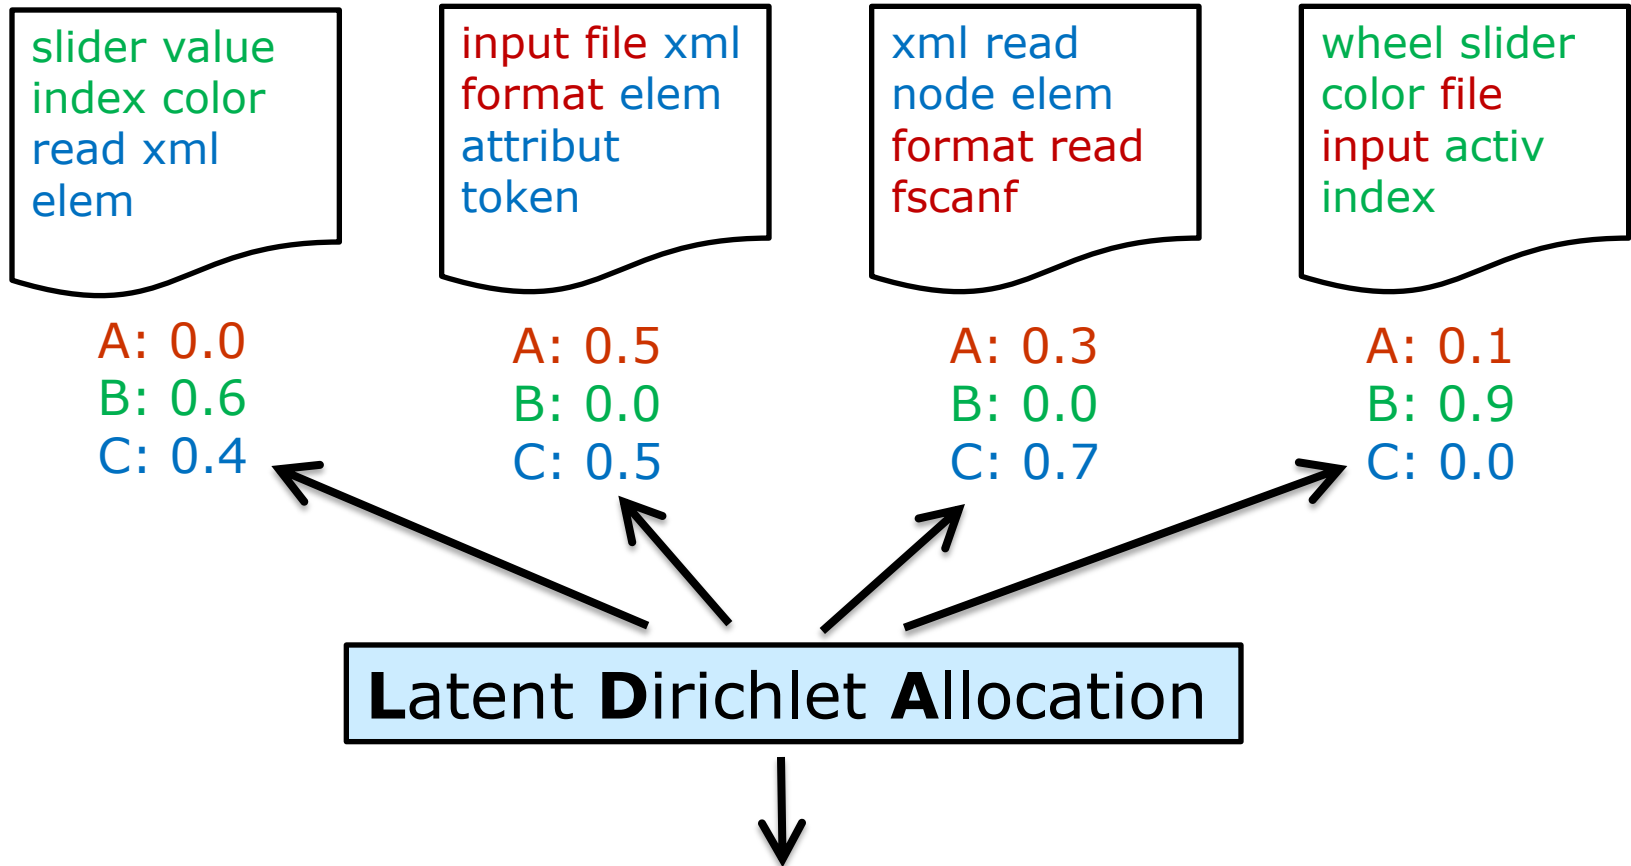 slider value
index color
read xml
elem
input file xml
format elem
attribut
token
xml read
node elem
format read
fscanf
wheel slider
color file
input activ
index
A: 0.0
B: 0.6
C: 0.4
A: 0.5
B: 0.0
C: 0.5
A: 0.3
B: 0.0
C: 0.7
A: 0.1
B: 0.9
C: 0.0
Latent Dirichlet Allocation